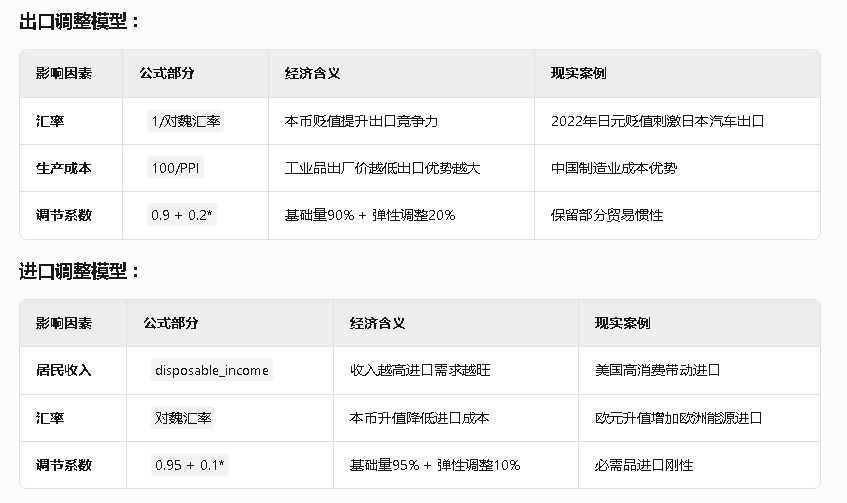 出口调整模型：
影响因素 公式部分 经济含义 现实案例
汇率 1/对魏汇率 本币贬值提升出口竞争力 2022年日元贬值刺激日本汽车出口
生产成本 100/PPI 工业品出厂价越低出口优势越大 中国制造业成本优势
调节系数 0.9 + 0.2* 基础量90% + 弹性调整20% 保留部分贸易惯性
进口调整模型：
影响因素 公式部分 经济含义 现实案例
居民收入 disposable_income 收入越高进口需求越旺 美国高消费带动进口
汇率 对魏汇率 本币升值降低进口成本 欧元升值增加欧洲能源进口
调节系数 0.95 + 0.1* 基础量95% + 弹性调整10% 必需品进口刚性